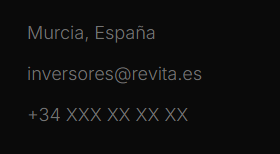 Murcia, España
inversores@revita.es
+34 XXX XX XX XX